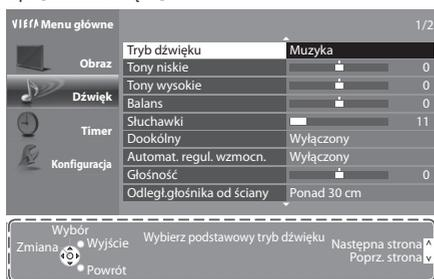 VIErA Menu główne
1/2
Obraz
Dźwięk
Timer
Konfiguracja
Tryb dźwięku Muzyka
Tony niskie 0
Tony wysokie 0
Balans 0
Słuchawki 11
Dookólny Wyłączony
Automat. regul. wzmocn. Wyłączony
Głośność 0
Odległ.głośnika od ściany Ponad 30 cm
Wybór
Zmiana Wyjście
Powrót
Wybierz podstawowy tryb dźwięku
Następna strona
Poprz. strona